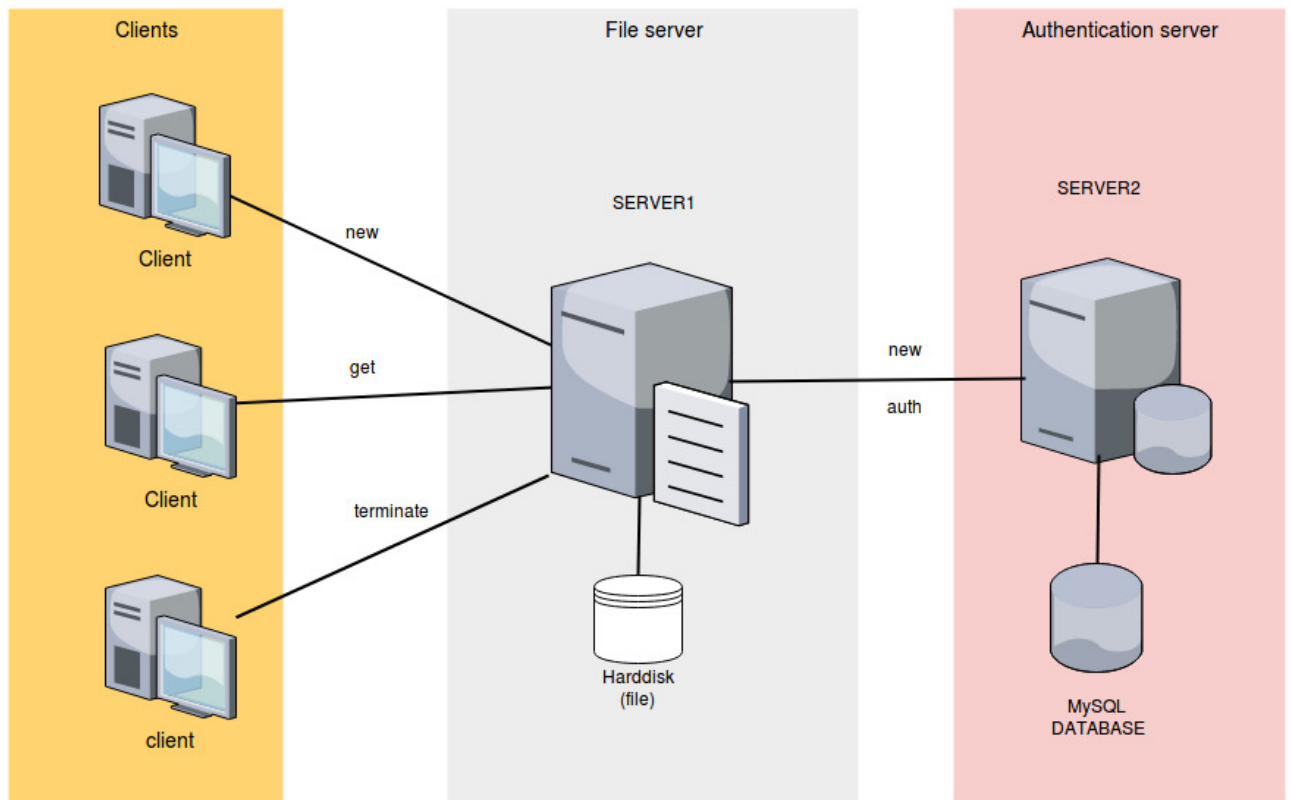 Clients
File server
Authentication server
Client
new
SERVER1
SERVER2
get
Client
new
auth
terminate
client
Harddisk
(file)
MySQL
DATABASE